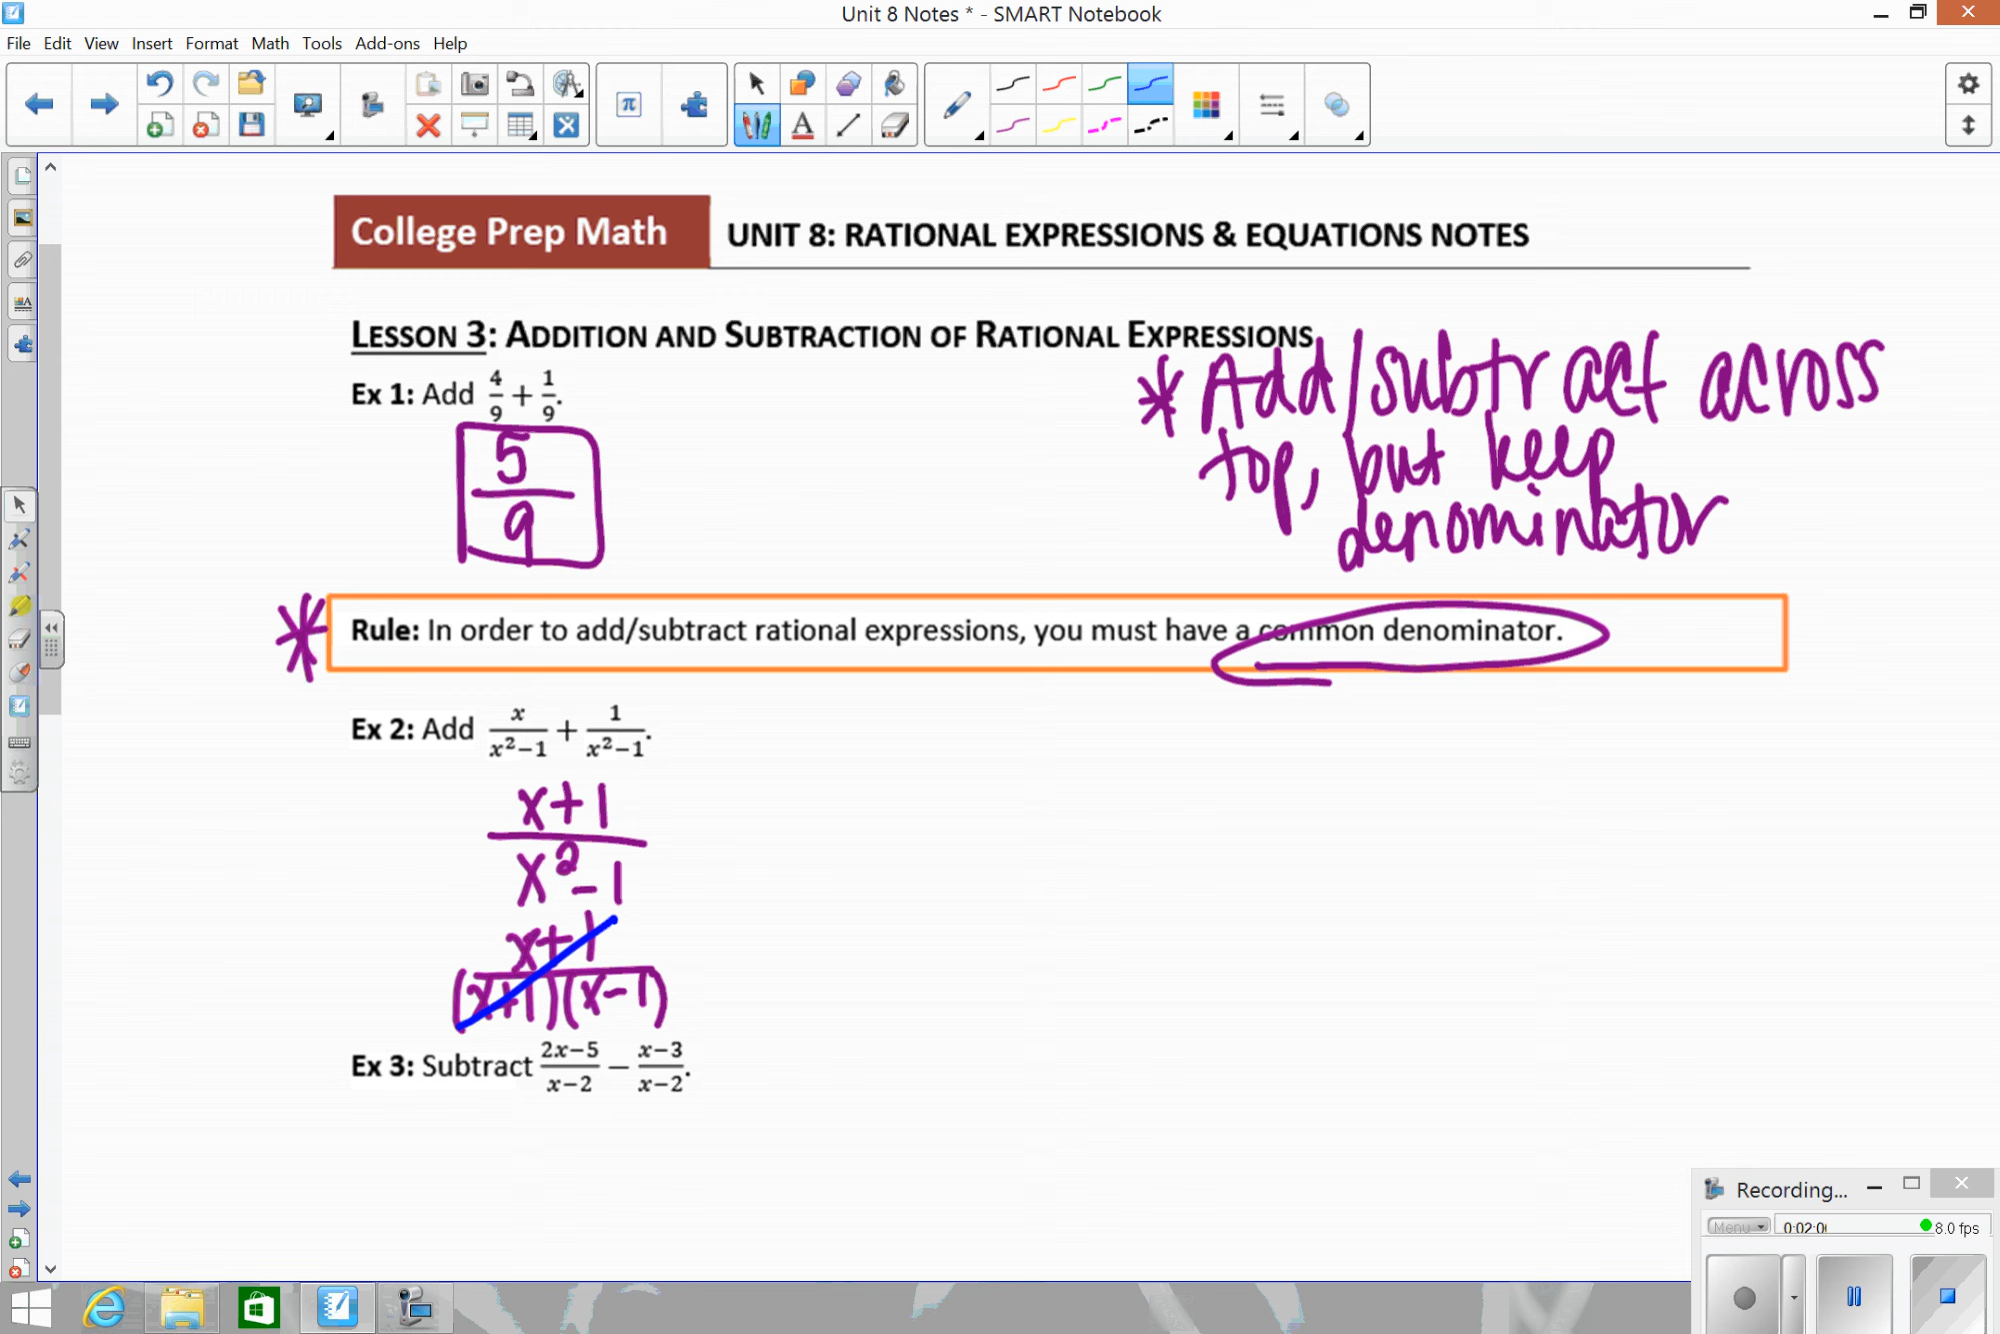 Unit 8 Notes * - SMART Notebook
File Edit View Insert Format Math Tools Add-ons Help
College Prep Math
UNIT 8: RATIONAL EXPRESSIONS & EQUATIONS NOTES
LESSON 3: ADDITION AND SUBTRACTION OF RATIONAL EXPRESSIONS
Ex 1: Add 4/9 + 1/9.
5/9
* Add/subtract across
top, but keep
denominator
* Rule: In order to add/subtract rational expressions, you must have a common denominator.
Ex 2: Add x/(x²−1) + 1/(x²−1).
x+1
x²-1
x+1
(x+1)(x-1)
Ex 3: Subtract (2x−5)/(x−2) − (x−3)/(x−2).
Recording...
Menu 0:02:0 8.0 fps